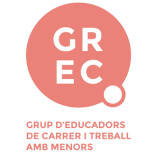 GR
EC
GRUP D'EDUCADORS
DE CARRER I TREBALL
AMB MENORS